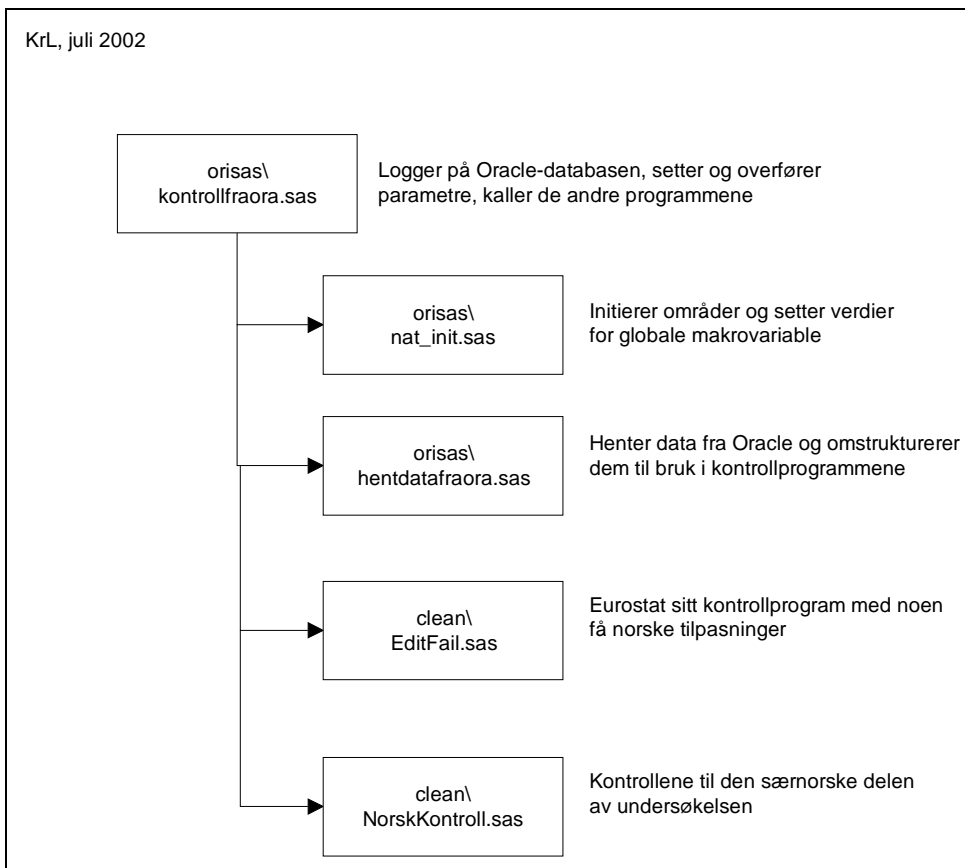 KrL, juli 2002
orisas\
kontrollfraora.sas
Logger på Oracle-databasen, setter og overfører
parametre, kaller de andre programmene
orisas\
nat_init.sas
Initierer områder og setter verdier
for globale makrovariable
orisas\
hentdatafraora.sas
Henter data fra Oracle og omstrukturerer
dem til bruk i kontrollprogrammene
clean\
EditFail.sas
Eurostat sitt kontrollprogram med noen
få norske tilpasninger
clean\
NorskKontroll.sas
Kontrollene til den særnorske delen
av undersøkelsen